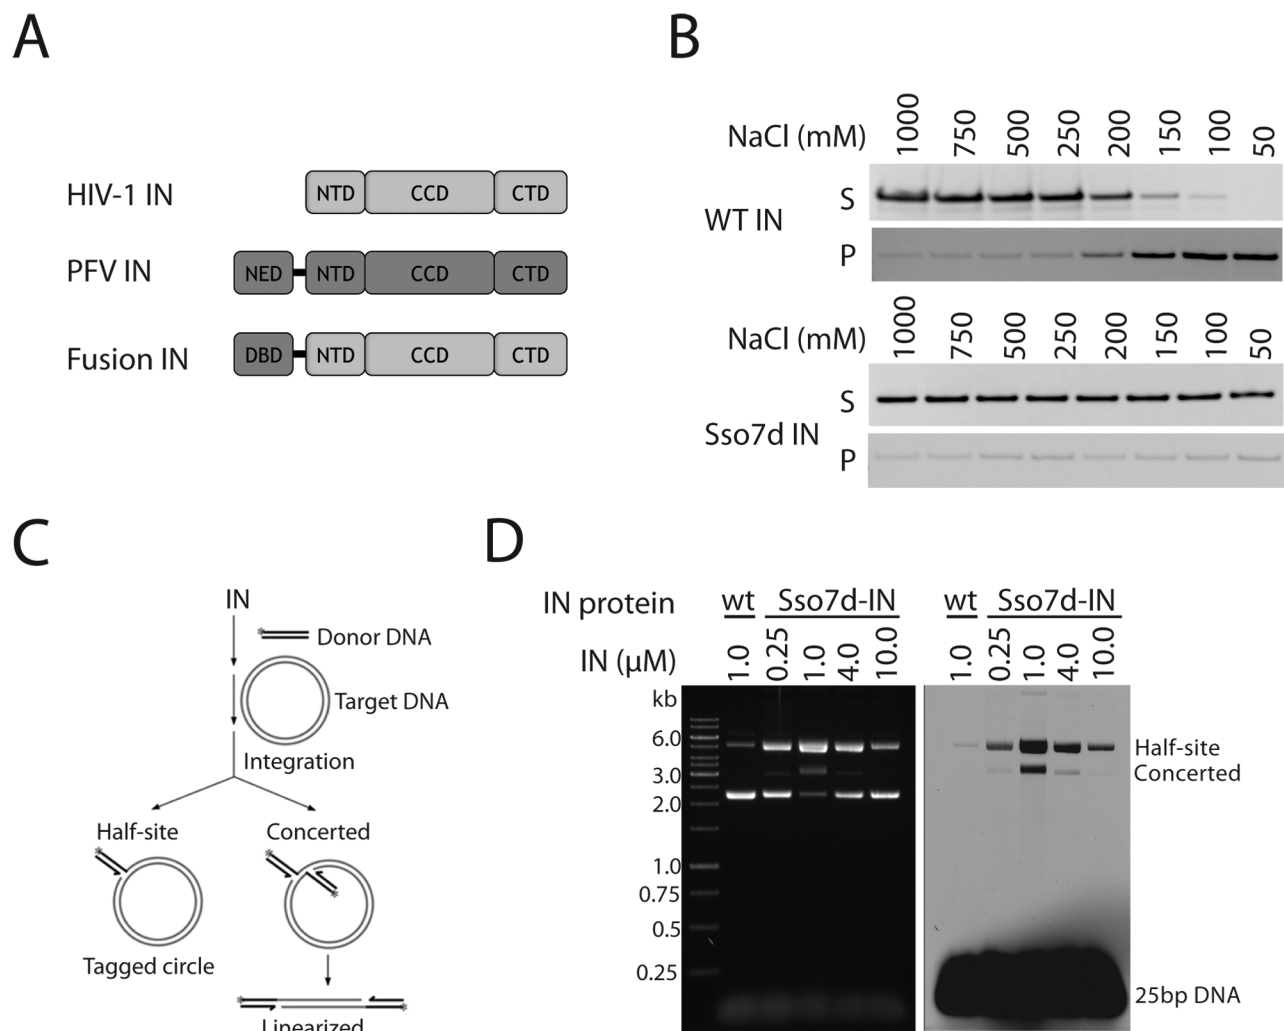 A
HIV-1 IN
NTD CCD CTD
PFV IN
NED NTD CCD CTD
Fusion IN
DBD NTD CCD CTD
B
NaCl (mM) 1000 750 500 250 200 150 100 50
WT IN
S
P
NaCl (mM) 1000 750 500 250 200 150 100 50
Sso7d IN
S
P
C
IN
* Donor DNA
Target DNA
Integration
Half-site Concerted
* *
*
Tagged circle
* *
Linearized
D
IN protein wt Sso7d-IN wt Sso7d-IN
IN (μM) 1.0 0.25 1.0 4.0 10.0 1.0 0.25 1.0 4.0 10.0
kb
6.0
3.0
2.0
1.0
0.75
0.5
0.25
Half-site
Concerted
25bp DNA